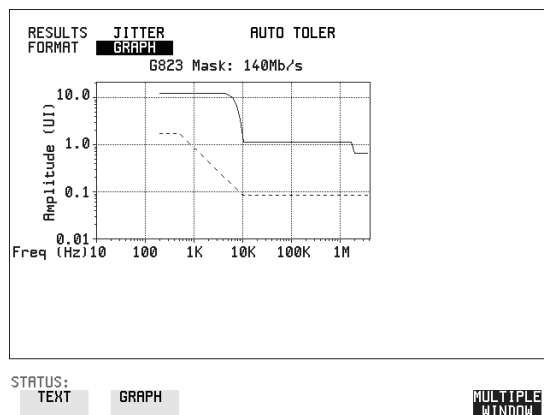 RESULTS JITTER AUTO TOLER
FORMAT GRAPH
G823 Mask: 140Mb/s
Amplitude (UI)
10.0
1.0
0.1
0.01
Freq (Hz) 10 100 1K 10K 100K 1M
STATUS:
TEXT GRAPH MULTIPLE
WINDOW